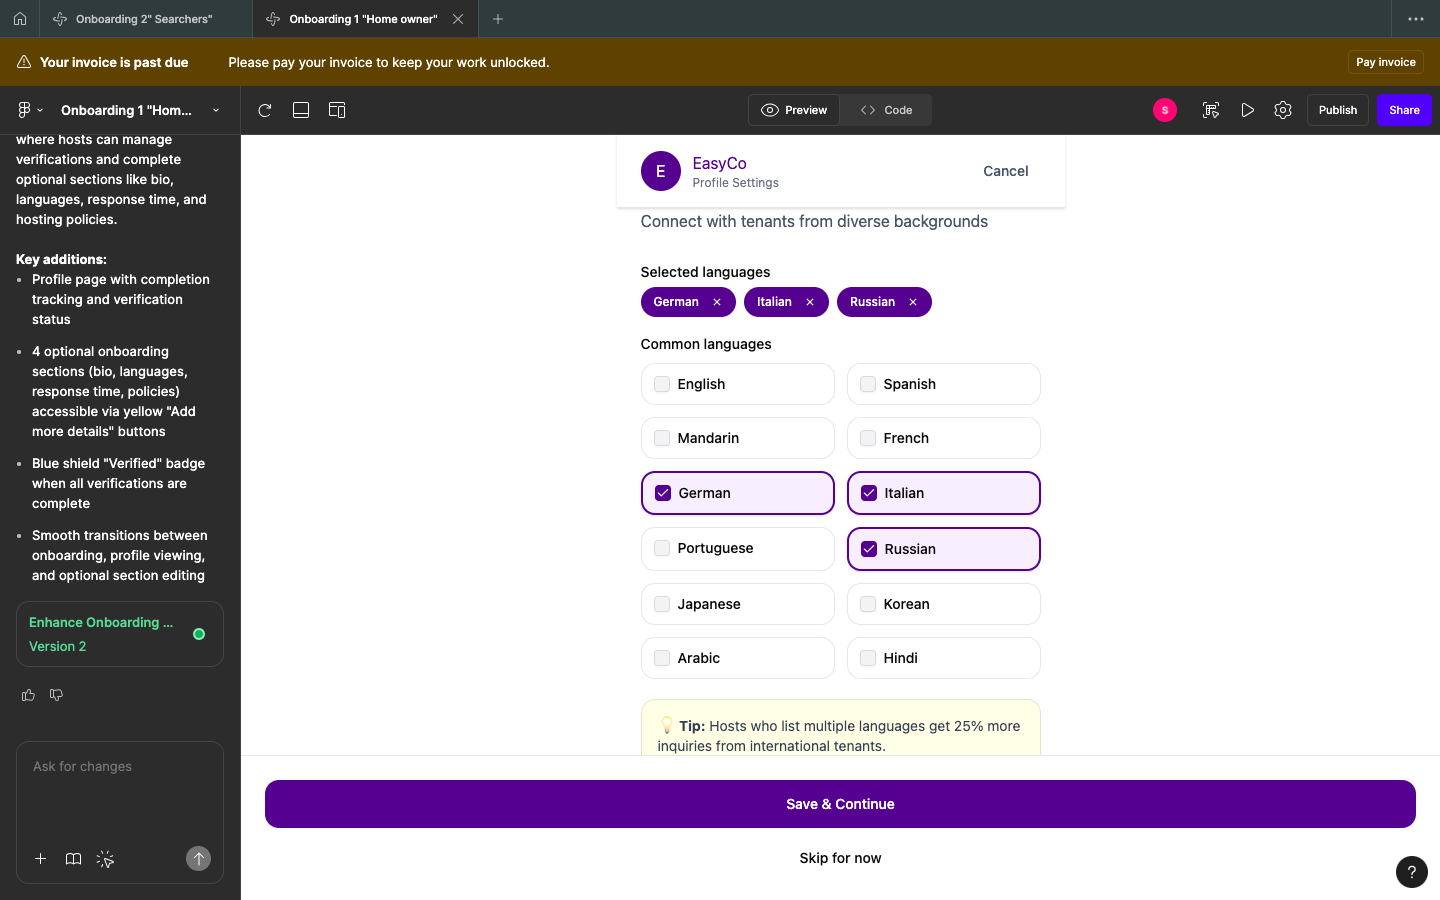 Onboarding 2" Searchers"
Onboarding 1 "Home owner"
Your invoice is past due
Please pay your invoice to keep your work unlocked.
Pay invoice
Onboarding 1 "Hom...
Preview
Code
S
Publish
Share
where hosts can manage
verifications and complete
optional sections like bio,
languages, response time, and
hosting policies.
Key additions:
• Profile page with completion
tracking and verification
status
• 4 optional onboarding
sections (bio, languages,
response time, policies)
accessible via yellow "Add
more details" buttons
• Blue shield "Verified" badge
when all verifications are
complete
• Smooth transitions between
onboarding, profile viewing,
and optional section editing
Enhance Onboarding ...
Version 2
Ask for changes
E
EasyCo
Profile Settings
Cancel
Connect with tenants from diverse backgrounds
Selected languages
German × Italian × Russian ×
Common languages
English
Spanish
Mandarin
French
German
Italian
Portuguese
Russian
Japanese
Korean
Arabic
Hindi
💡 Tip: Hosts who list multiple languages get 25% more
inquiries from international tenants.
Save & Continue
Skip for now
?